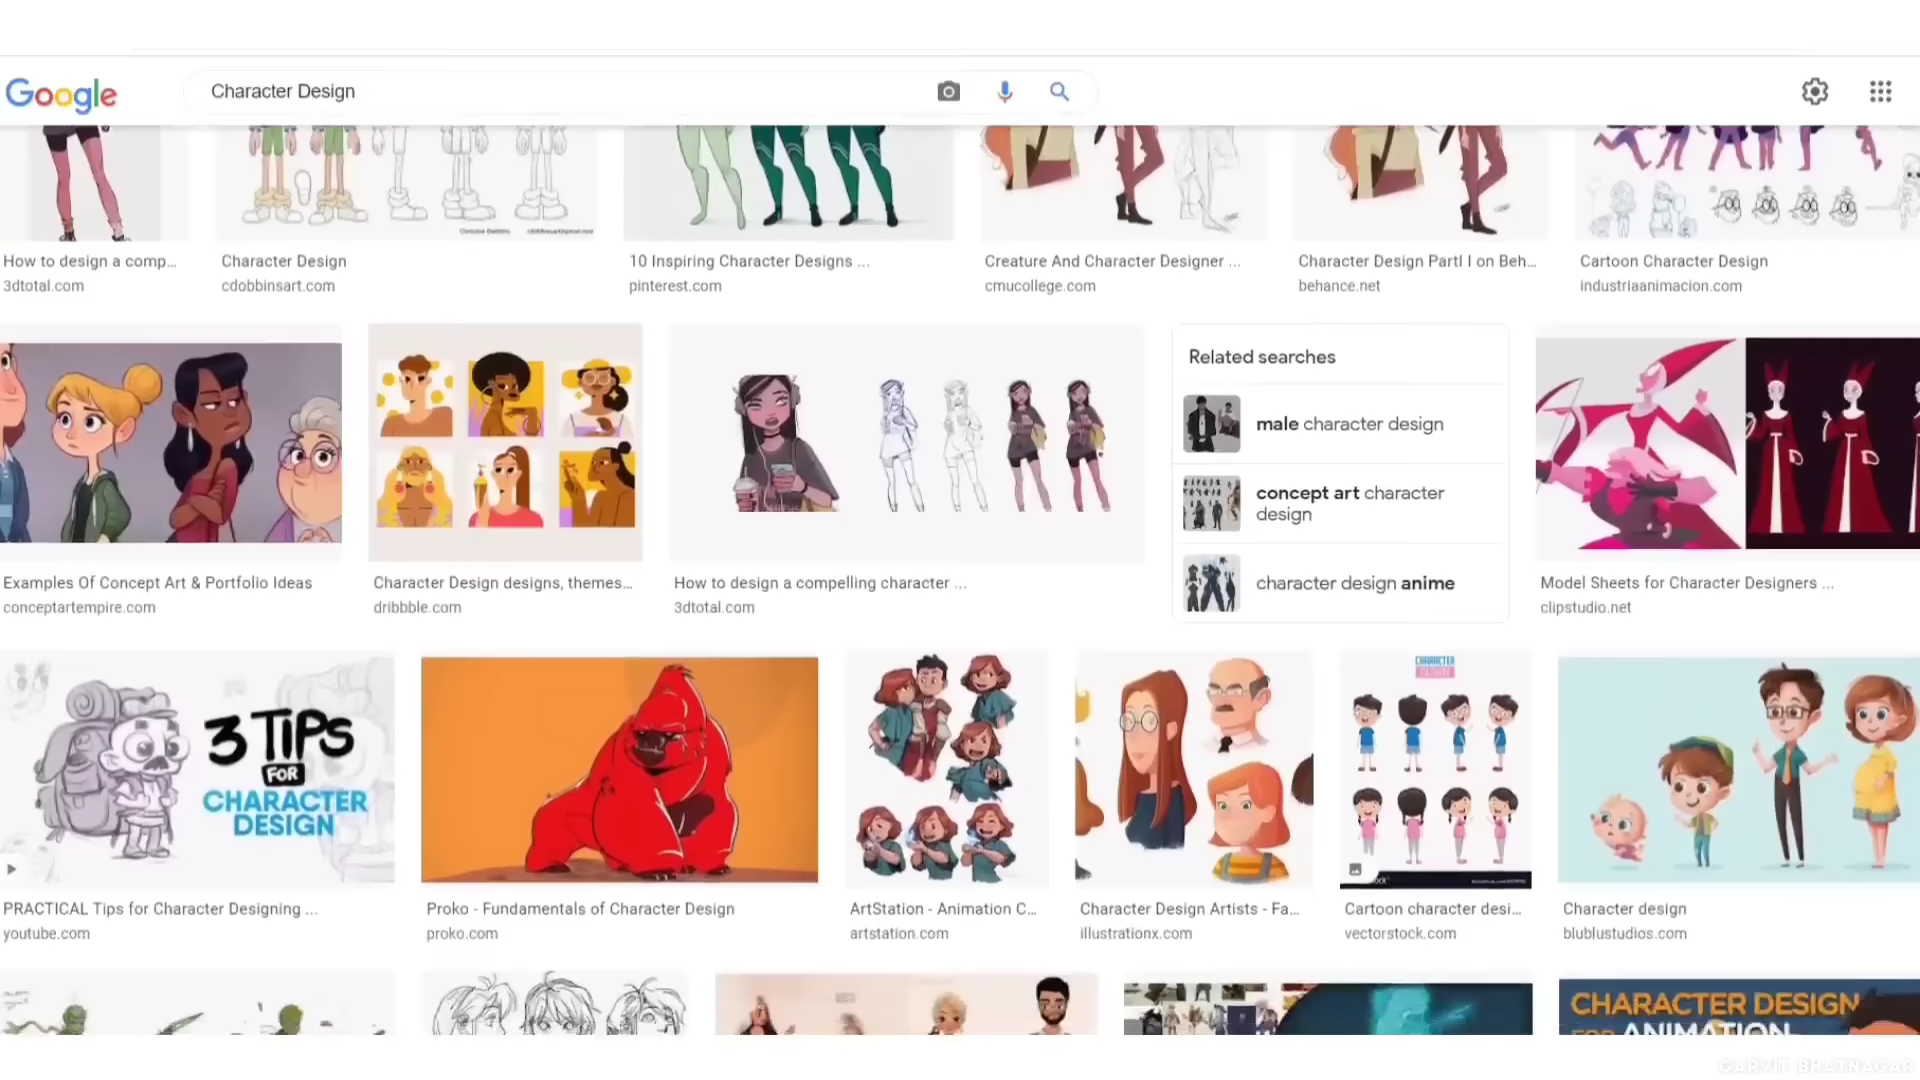 Google
Character Design
How to design a comp...
3dtotal.com
Character Design
cdobbinsart.com
10 Inspiring Character Designs ...
pinterest.com
Creature And Character Designer ...
cmucollege.com
Character Design PartI I on Beh...
behance.net
Cartoon Character Design
industriaanimacion.com
Related searches
male character design
concept art character
design
character design anime
Examples Of Concept Art & Portfolio Ideas
conceptartempire.com
Character Design designs, themes...
dribbble.com
How to design a compelling character ...
3dtotal.com
Model Sheets for Character Designers ...
clipstudio.net
3 TIPS
FOR
CHARACTER
DESIGN
CHARACTER
PRACTICAL Tips for Character Designing ...
youtube.com
Proko - Fundamentals of Character Design
proko.com
ArtStation - Animation C...
artstation.com
Character Design Artists - Fa...
illustrationx.com
Cartoon character desi...
vectorstock.com
Character design
blublustudios.com
CHARACTER DESIGN
FOR ANIMATION
GARVIT BHATNAGAR